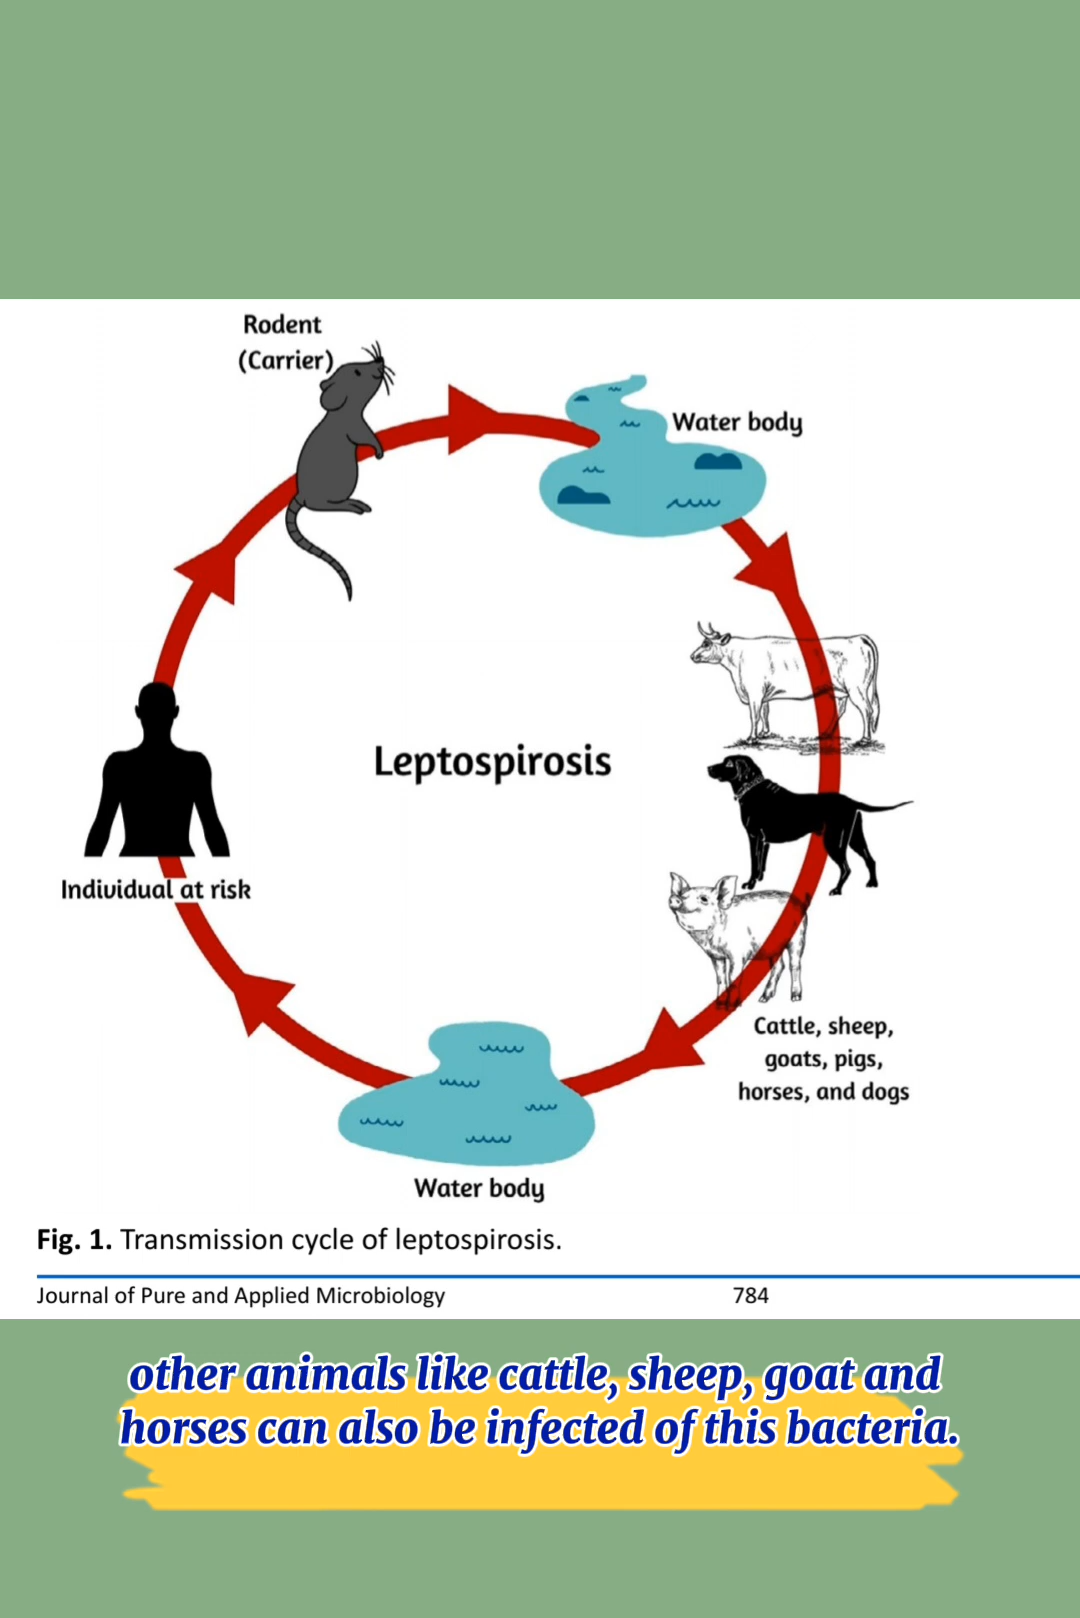 Rodent
(Carrier)
Water body
Leptospirosis
Individual at risk
Cattle, sheep,
goats, pigs,
horses, and dogs
Water body
Fig. 1. Transmission cycle of leptospirosis.
Journal of Pure and Applied Microbiology 784
other animals like cattle, sheep, goat and
horses can also be infected of this bacteria.